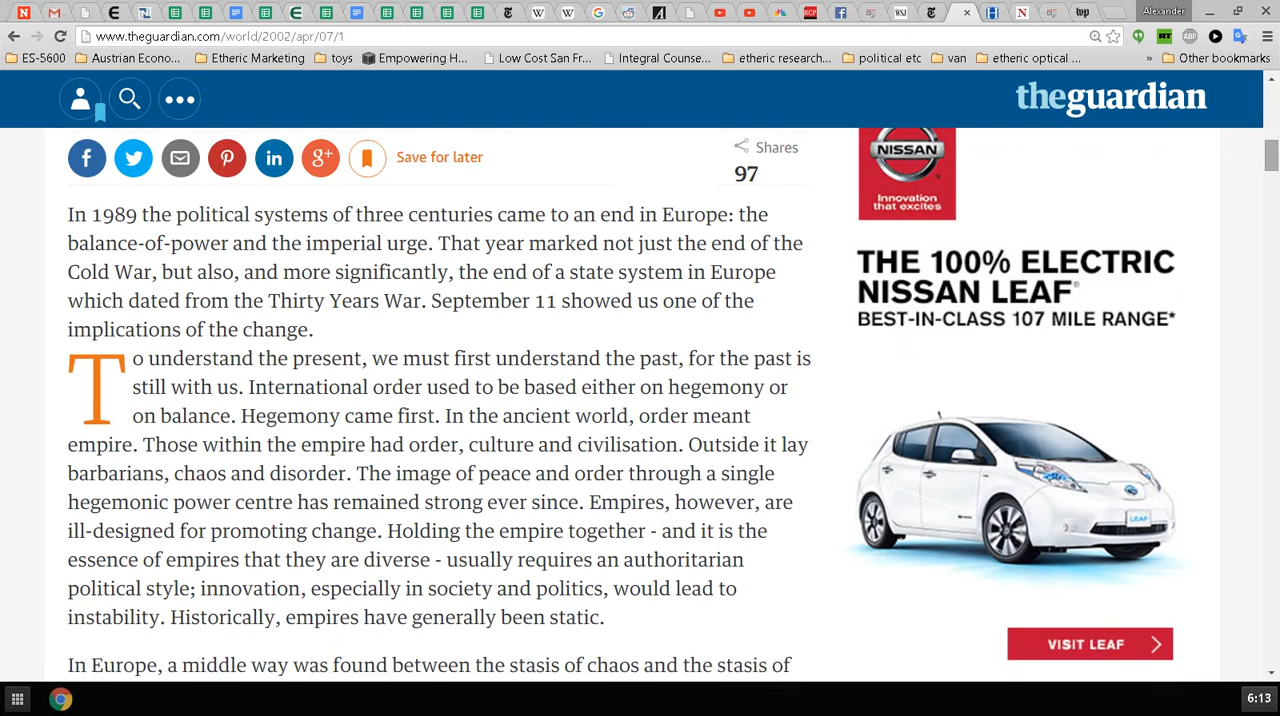 Alexander
www.theguardian.com/world/2002/apr/07/1
ES-5600
Austrian Econo...
Etheric Marketing
toys
Empowering H...
Low Cost San Fr...
Integral Counse...
etheric research...
political etc
van
etheric optical ...
»
Other bookmarks
theguardian
Save for later
Shares
97
In 1989 the political systems of three centuries came to an end in Europe: the
balance-of-power and the imperial urge. That year marked not just the end of the
Cold War, but also, and more significantly, the end of a state system in Europe
which dated from the Thirty Years War. September 11 showed us one of the
implications of the change.
To understand the present, we must first understand the past, for the past is
still with us. International order used to be based either on hegemony or
on balance. Hegemony came first. In the ancient world, order meant
empire. Those within the empire had order, culture and civilisation. Outside it lay
barbarians, chaos and disorder. The image of peace and order through a single
hegemonic power centre has remained strong ever since. Empires, however, are
ill-designed for promoting change. Holding the empire together - and it is the
essence of empires that they are diverse - usually requires an authoritarian
political style; innovation, especially in society and politics, would lead to
instability. Historically, empires have generally been static.
In Europe, a middle way was found between the stasis of chaos and the stasis of
NISSAN
Innovation
that excites
THE 100% ELECTRIC
NISSAN LEAF®
BEST-IN-CLASS 107 MILE RANGE*
LEAF
VISIT LEAF
6:13